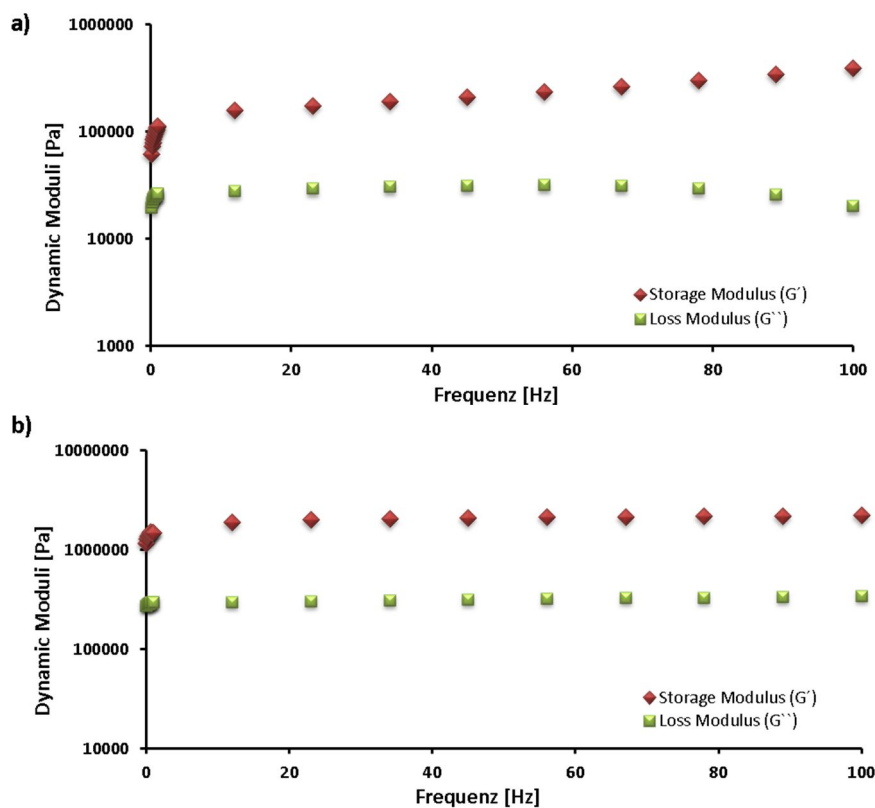 a)
Dynamic Moduli [Pa]
1000000
100000
10000
1000
0 20 40 60 80 100
Frequenz [Hz]
Storage Modulus (G´)
Loss Modulus (G``)
b)
Dynamic Moduli [Pa]
10000000
1000000
100000
10000
0 20 40 60 80 100
Frequenz [Hz]
Storage Modulus (G´)
Loss Modulus (G``)